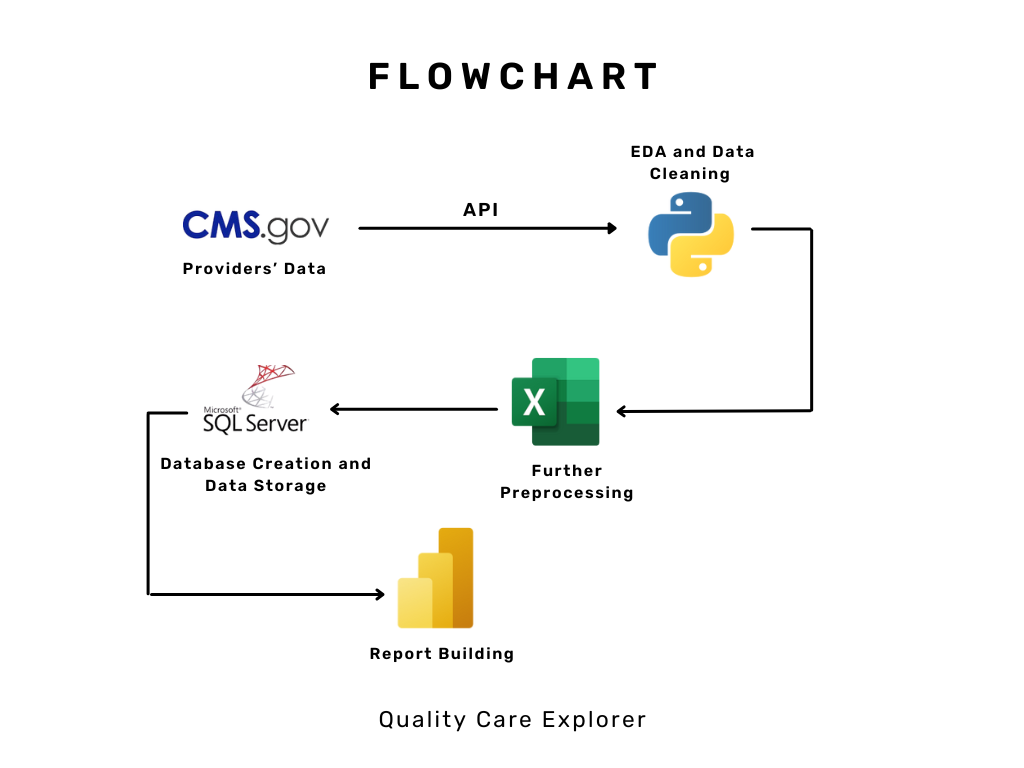 FLOWCHART
EDA and Data
Cleaning
API
CMS.gov
Providers’ Data
Microsoft®
SQL Server
X
Database Creation and
Data Storage
Further
Preprocessing
Report Building
Quality Care Explorer